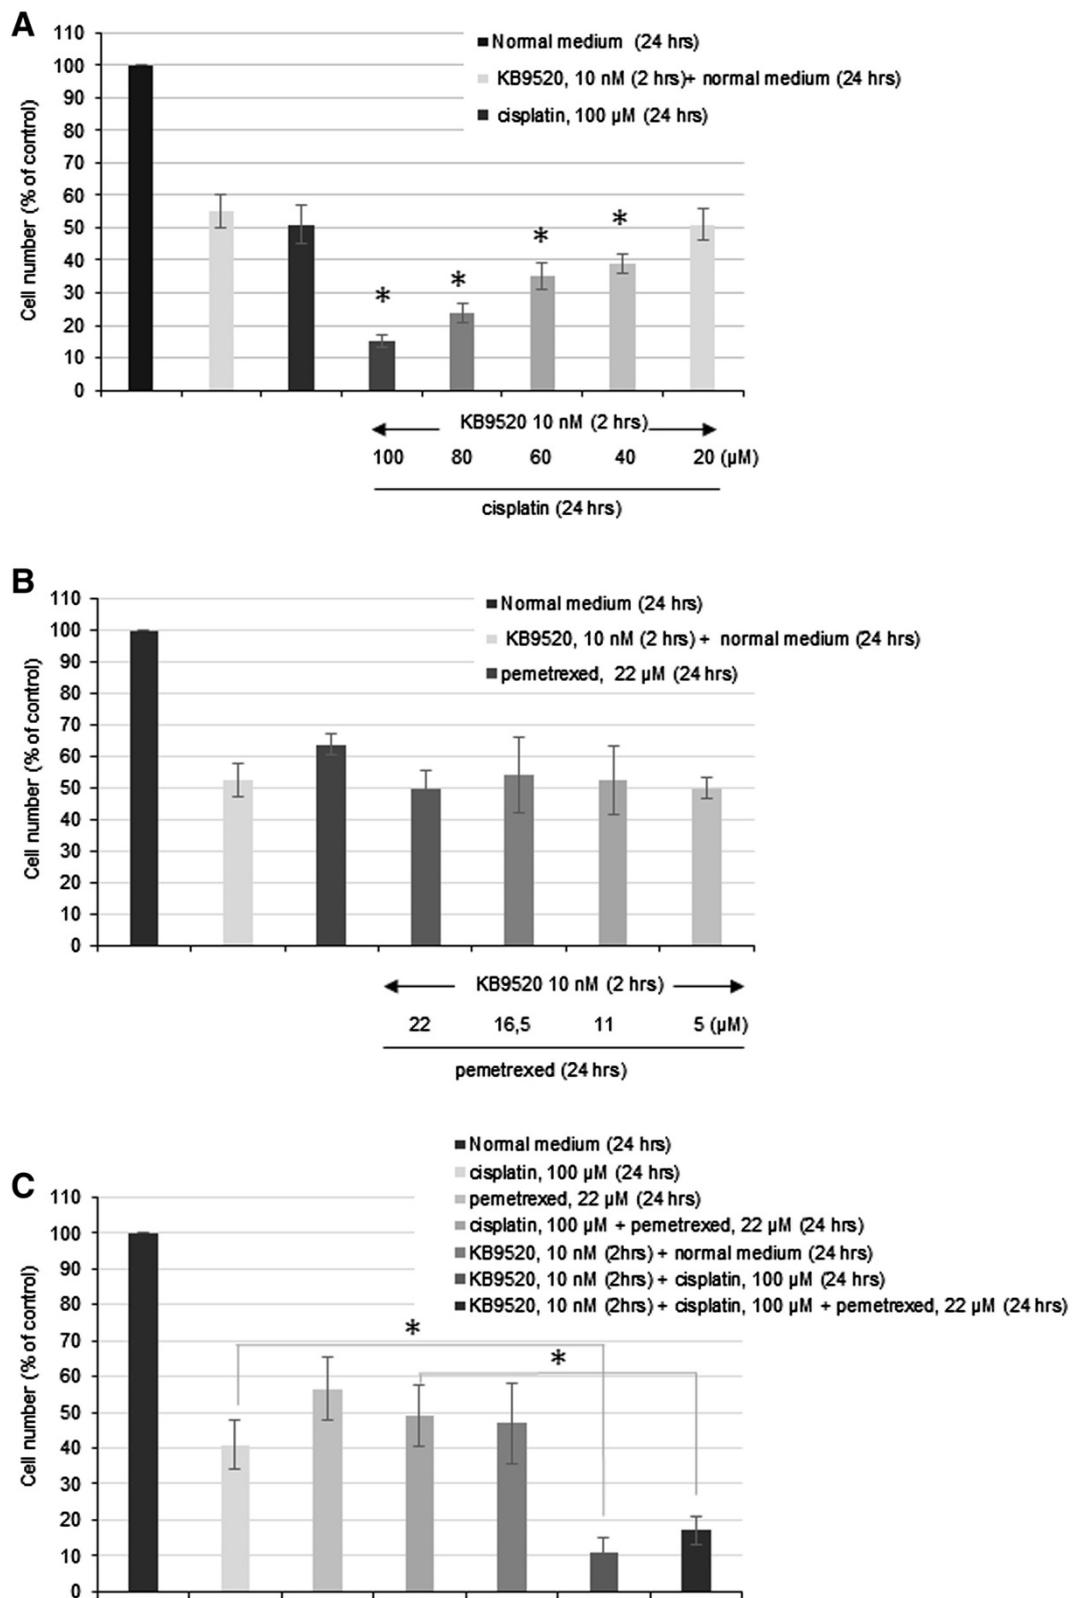 A
110
100
90
80
70
60
50
40
30
20
10
0
Cell number (% of control)
Normal medium (24 hrs)
KB9520, 10 nM (2 hrs)+ normal medium (24 hrs)
cisplatin, 100 µM (24 hrs)
* * * *
KB9520 10 nM (2 hrs)
100 80 60 40 20 (µM)
cisplatin (24 hrs)
B
110
100
90
80
70
60
50
40
30
20
10
0
Cell number (% of control)
Normal medium (24 hrs)
KB9520, 10 nM (2 hrs) + normal medium (24 hrs)
pemetrexed, 22 µM (24 hrs)
KB9520 10 nM (2 hrs)
22 16,5 11 5 (µM)
pemetrexed (24 hrs)
C
110
100
90
80
70
60
50
40
30
20
10
0
Cell number (% of control)
Normal medium (24 hrs)
cisplatin, 100 µM (24 hrs)
pemetrexed, 22 µM (24 hrs)
cisplatin, 100 µM + pemetrexed, 22 µM (24 hrs)
KB9520, 10 nM (2hrs) + normal medium (24 hrs)
KB9520, 10 nM (2hrs) + cisplatin, 100 µM (24 hrs)
KB9520, 10 nM (2hrs) + cisplatin, 100 µM + pemetrexed, 22 µM (24 hrs)
*
*